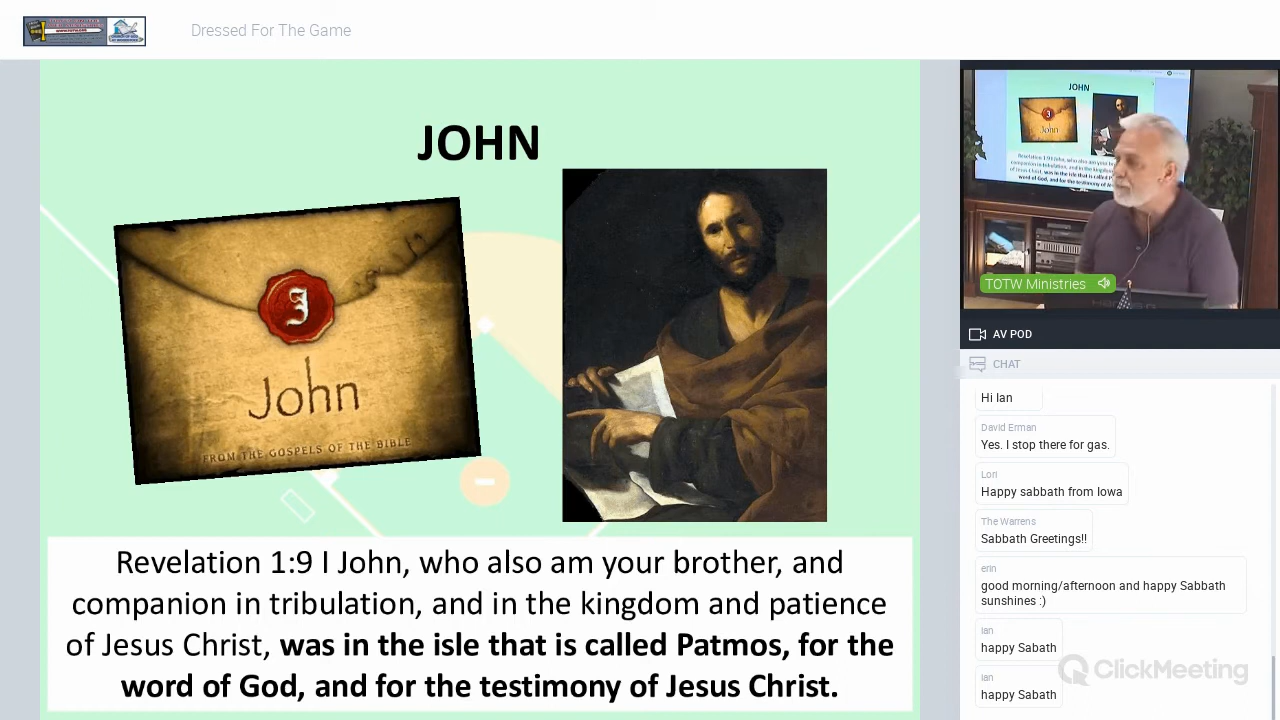 Dressed For The Game
JOHN
J
John
FROM THE GOSPELS OF THE BIBLE
Revelation 1:9 I John, who also am your brother, and
companion in tribulation, and in the kingdom and patience
of Jesus Christ, was in the isle that is called Patmos, for the
word of God, and for the testimony of Jesus Christ.
JOHN
John
TOTW Ministries
AV POD
CHAT
Hi Ian
David Erman
Yes. I stop there for gas.
Lori
Happy sabbath from Iowa
The Warrens
Sabbath Greetings!!
erin
good morning/afternoon and happy Sabbath
sunshines :)
Ian
happy Sabath
Ian
happy Sabath
ClickMeeting